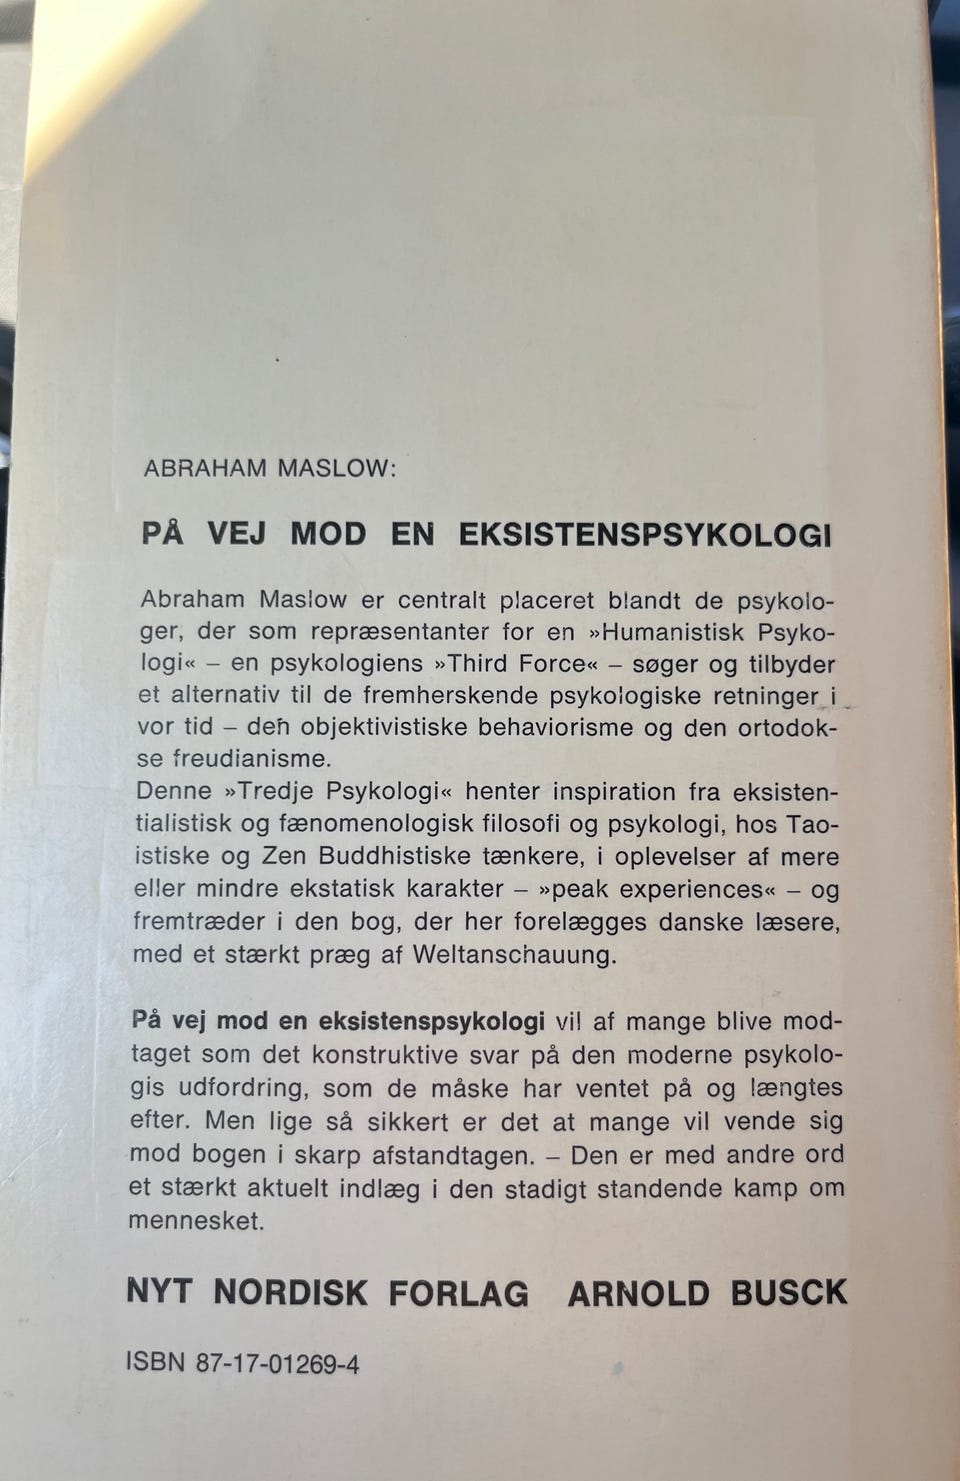 ABRAHAM MASLOW:
PÅ VEJ MOD EN EKSISTENSPSYKOLOGI
Abraham Maslow er centralt placeret blandt de psykolo-
ger, der som repræsentanter for en »Humanistisk Psyko-
logi« – en psykologiens »Third Force« – søger og tilbyder
et alternativ til de fremherskende psykologiske retninger i
vor tid – den objektivistiske behaviorisme og den ortodok-
se freudianisme.
Denne »Tredje Psykologi« henter inspiration fra eksisten-
tialistisk og fænomenologisk filosofi og psykologi, hos Tao-
istiske og Zen Buddhistiske tænkere, i oplevelser af mere
eller mindre ekstatisk karakter – »peak experiences« – og
fremtræder i den bog, der her forelægges danske læsere,
med et stærkt præg af Weltanschauung.
På vej mod en eksistenspsykologi vil af mange blive mod-
taget som det konstruktive svar på den moderne psykolo-
gis udfordring, som de måske har ventet på og længtes
efter. Men lige så sikkert er det at mange vil vende sig
mod bogen i skarp afstandtagen. – Den er med andre ord
et stærkt aktuelt indlæg i den stadigt standende kamp om
mennesket.
NYT NORDISK FORLAG ARNOLD BUSCK
ISBN 87-17-01269-4